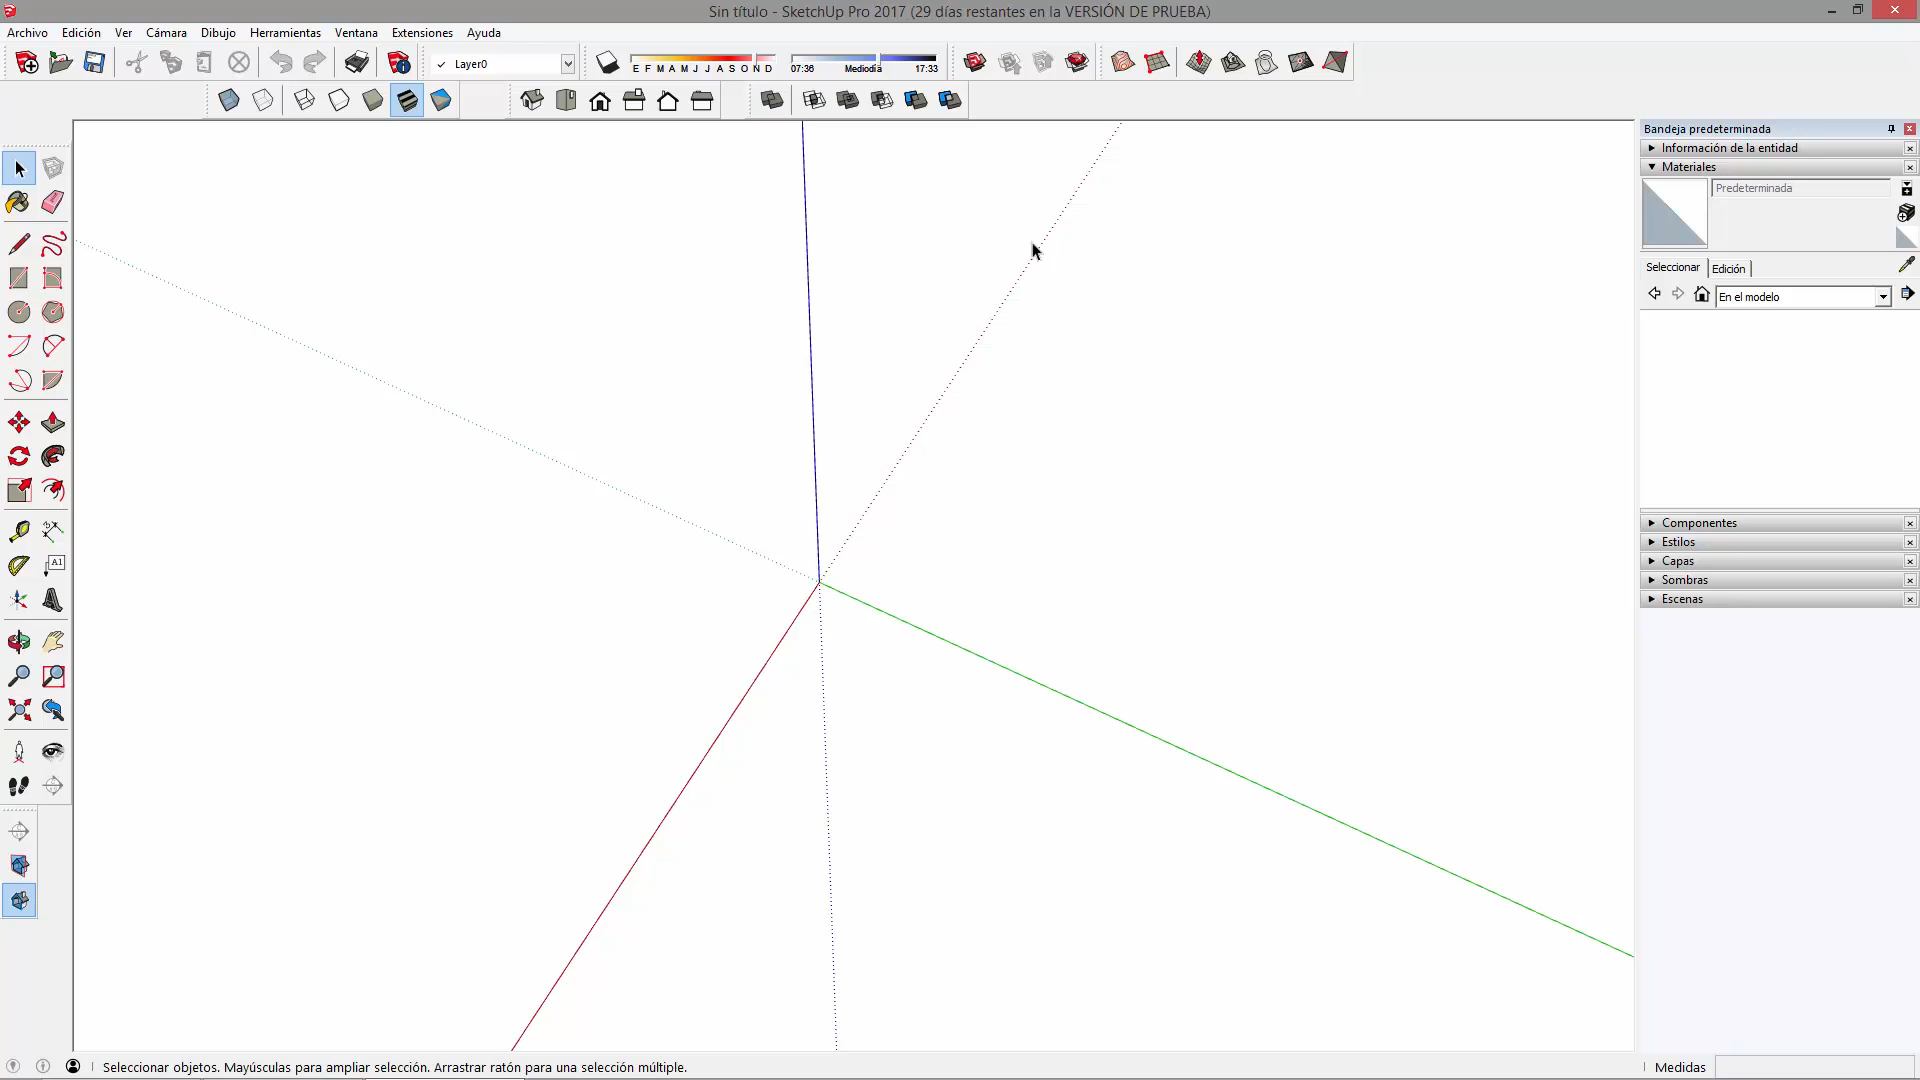 Sin título - SketchUp Pro 2017 (29 días restantes en la VERSIÓN DE PRUEBA)
Archivo Edición Ver Cámara Dibujo Herramientas Ventana Extensiones Ayuda
Layer0
E F M A M J J A S O N D
07:36 Mediodía 17:33
Bandeja predeterminada
Información de la entidad
Materiales
Predeterminada
Seleccionar Edición
En el modelo
Componentes
Estilos
Capas
Sombras
Escenas
A1
Seleccionar objetos. Mayúsculas para ampliar selección. Arrastrar ratón para una selección múltiple.
Medidas